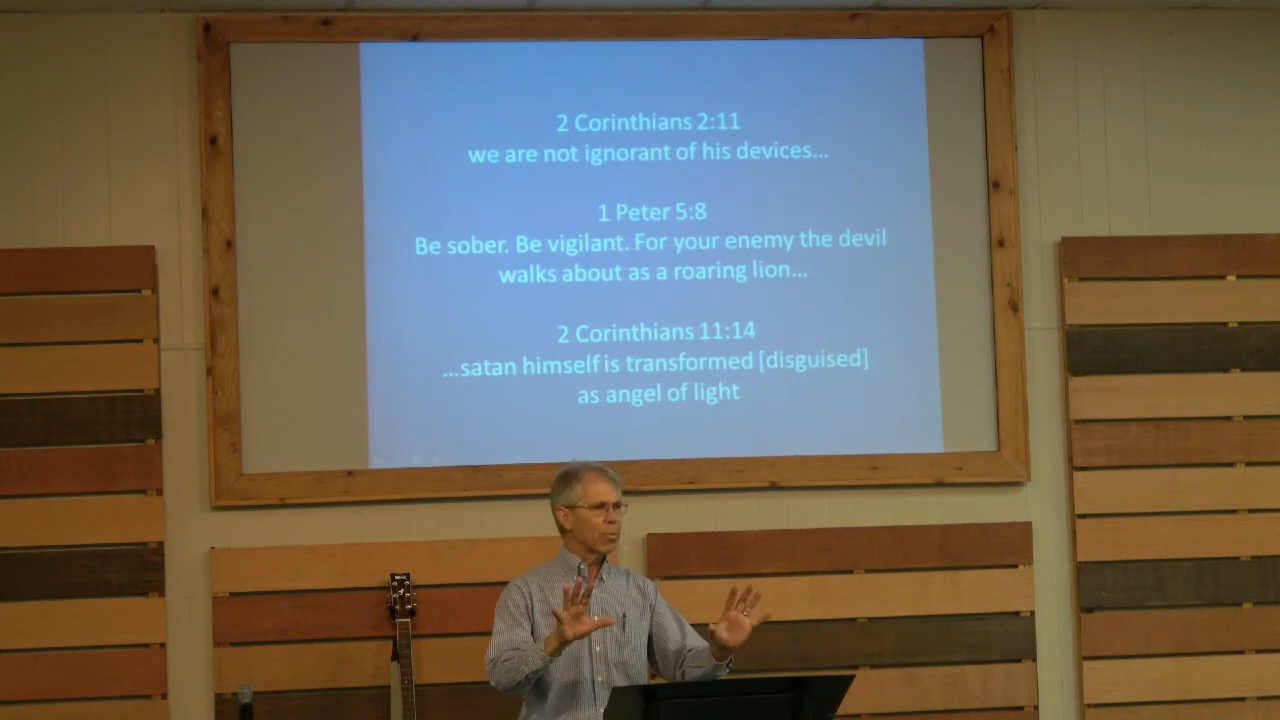 2 Corinthians 2:11
we are not ignorant of his devices...
1 Peter 5:8
Be sober. Be vigilant. For your enemy the devil
walks about as a roaring lion...
2 Corinthians 11:14
...satan himself is transformed [disguised]
as angel of light